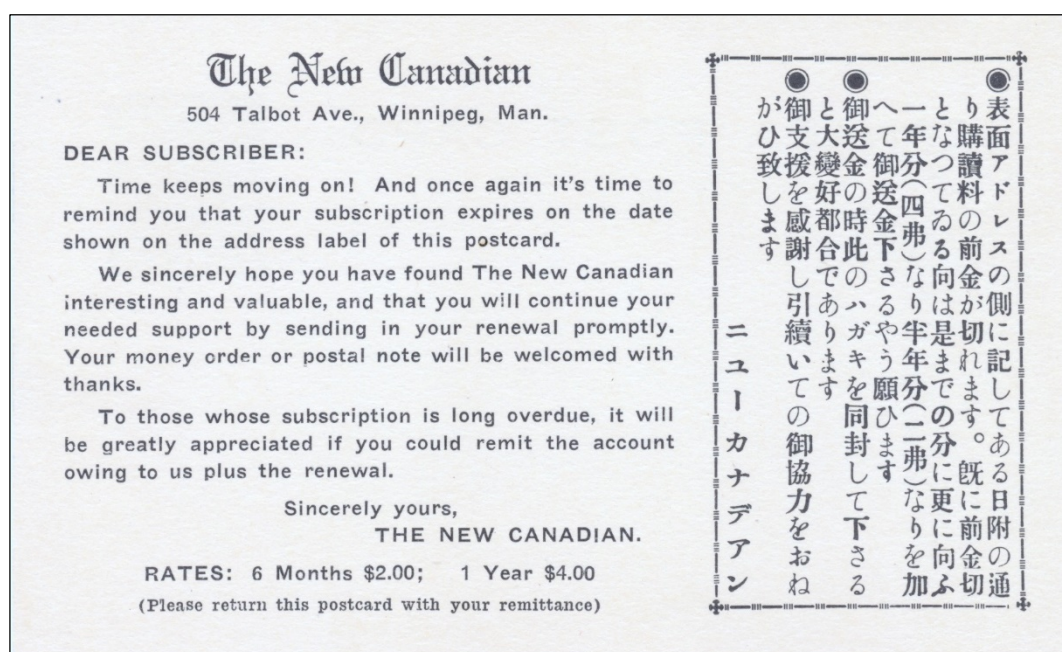 The New Canadian
504 Talbot Ave., Winnipeg, Man.
DEAR SUBSCRIBER:
Time keeps moving on! And once again it's time to
remind you that your subscription expires on the date
shown on the address label of this postcard.
We sincerely hope you have found The New Canadian
interesting and valuable, and that you will continue your
needed support by sending in your renewal promptly.
Your money order or postal note will be welcomed with
thanks.
To those whose subscription is long overdue, it will
be greatly appreciated if you could remit the account
owing to us plus the renewal.
Sincerely yours,
THE NEW CANADIAN.
RATES: 6 Months $2.00; 1 Year $4.00
(Please return this postcard with your remittance)
◉表面アドレスの側に記してある日附の通
り購讀料の前金が切れます。既に前金切
となつてゐる向は是までの分に更に向ふ
一年分(四弗)なり半年分(二弗)なりを加
へて御送金下さるやう願ひます
◉御送金の時此のハガキを同封して下さる
と大變好都合であります
◉御支援を感謝し引續いての御協力をおね
がひ致します
ニューカナデアン